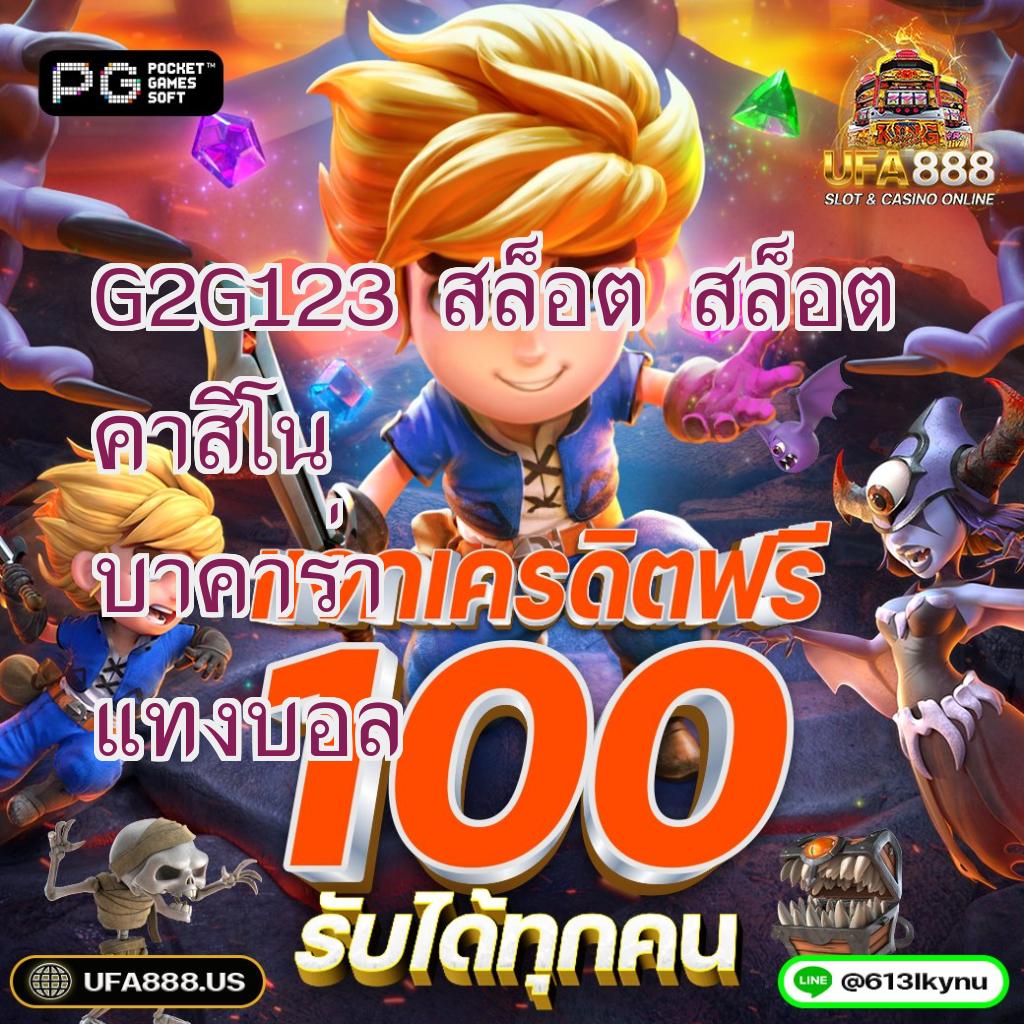 PG POCKET GAMES SOFT™
UFA888
SLOT & CASINO ONLINE
G2G123 สล็อต สล็อต
คาสิโน
บาคาร่า
เครดิตฟรี
แทงบอล
100
รับได้ทุกคน
UFA888.US
LINE @613lkynu